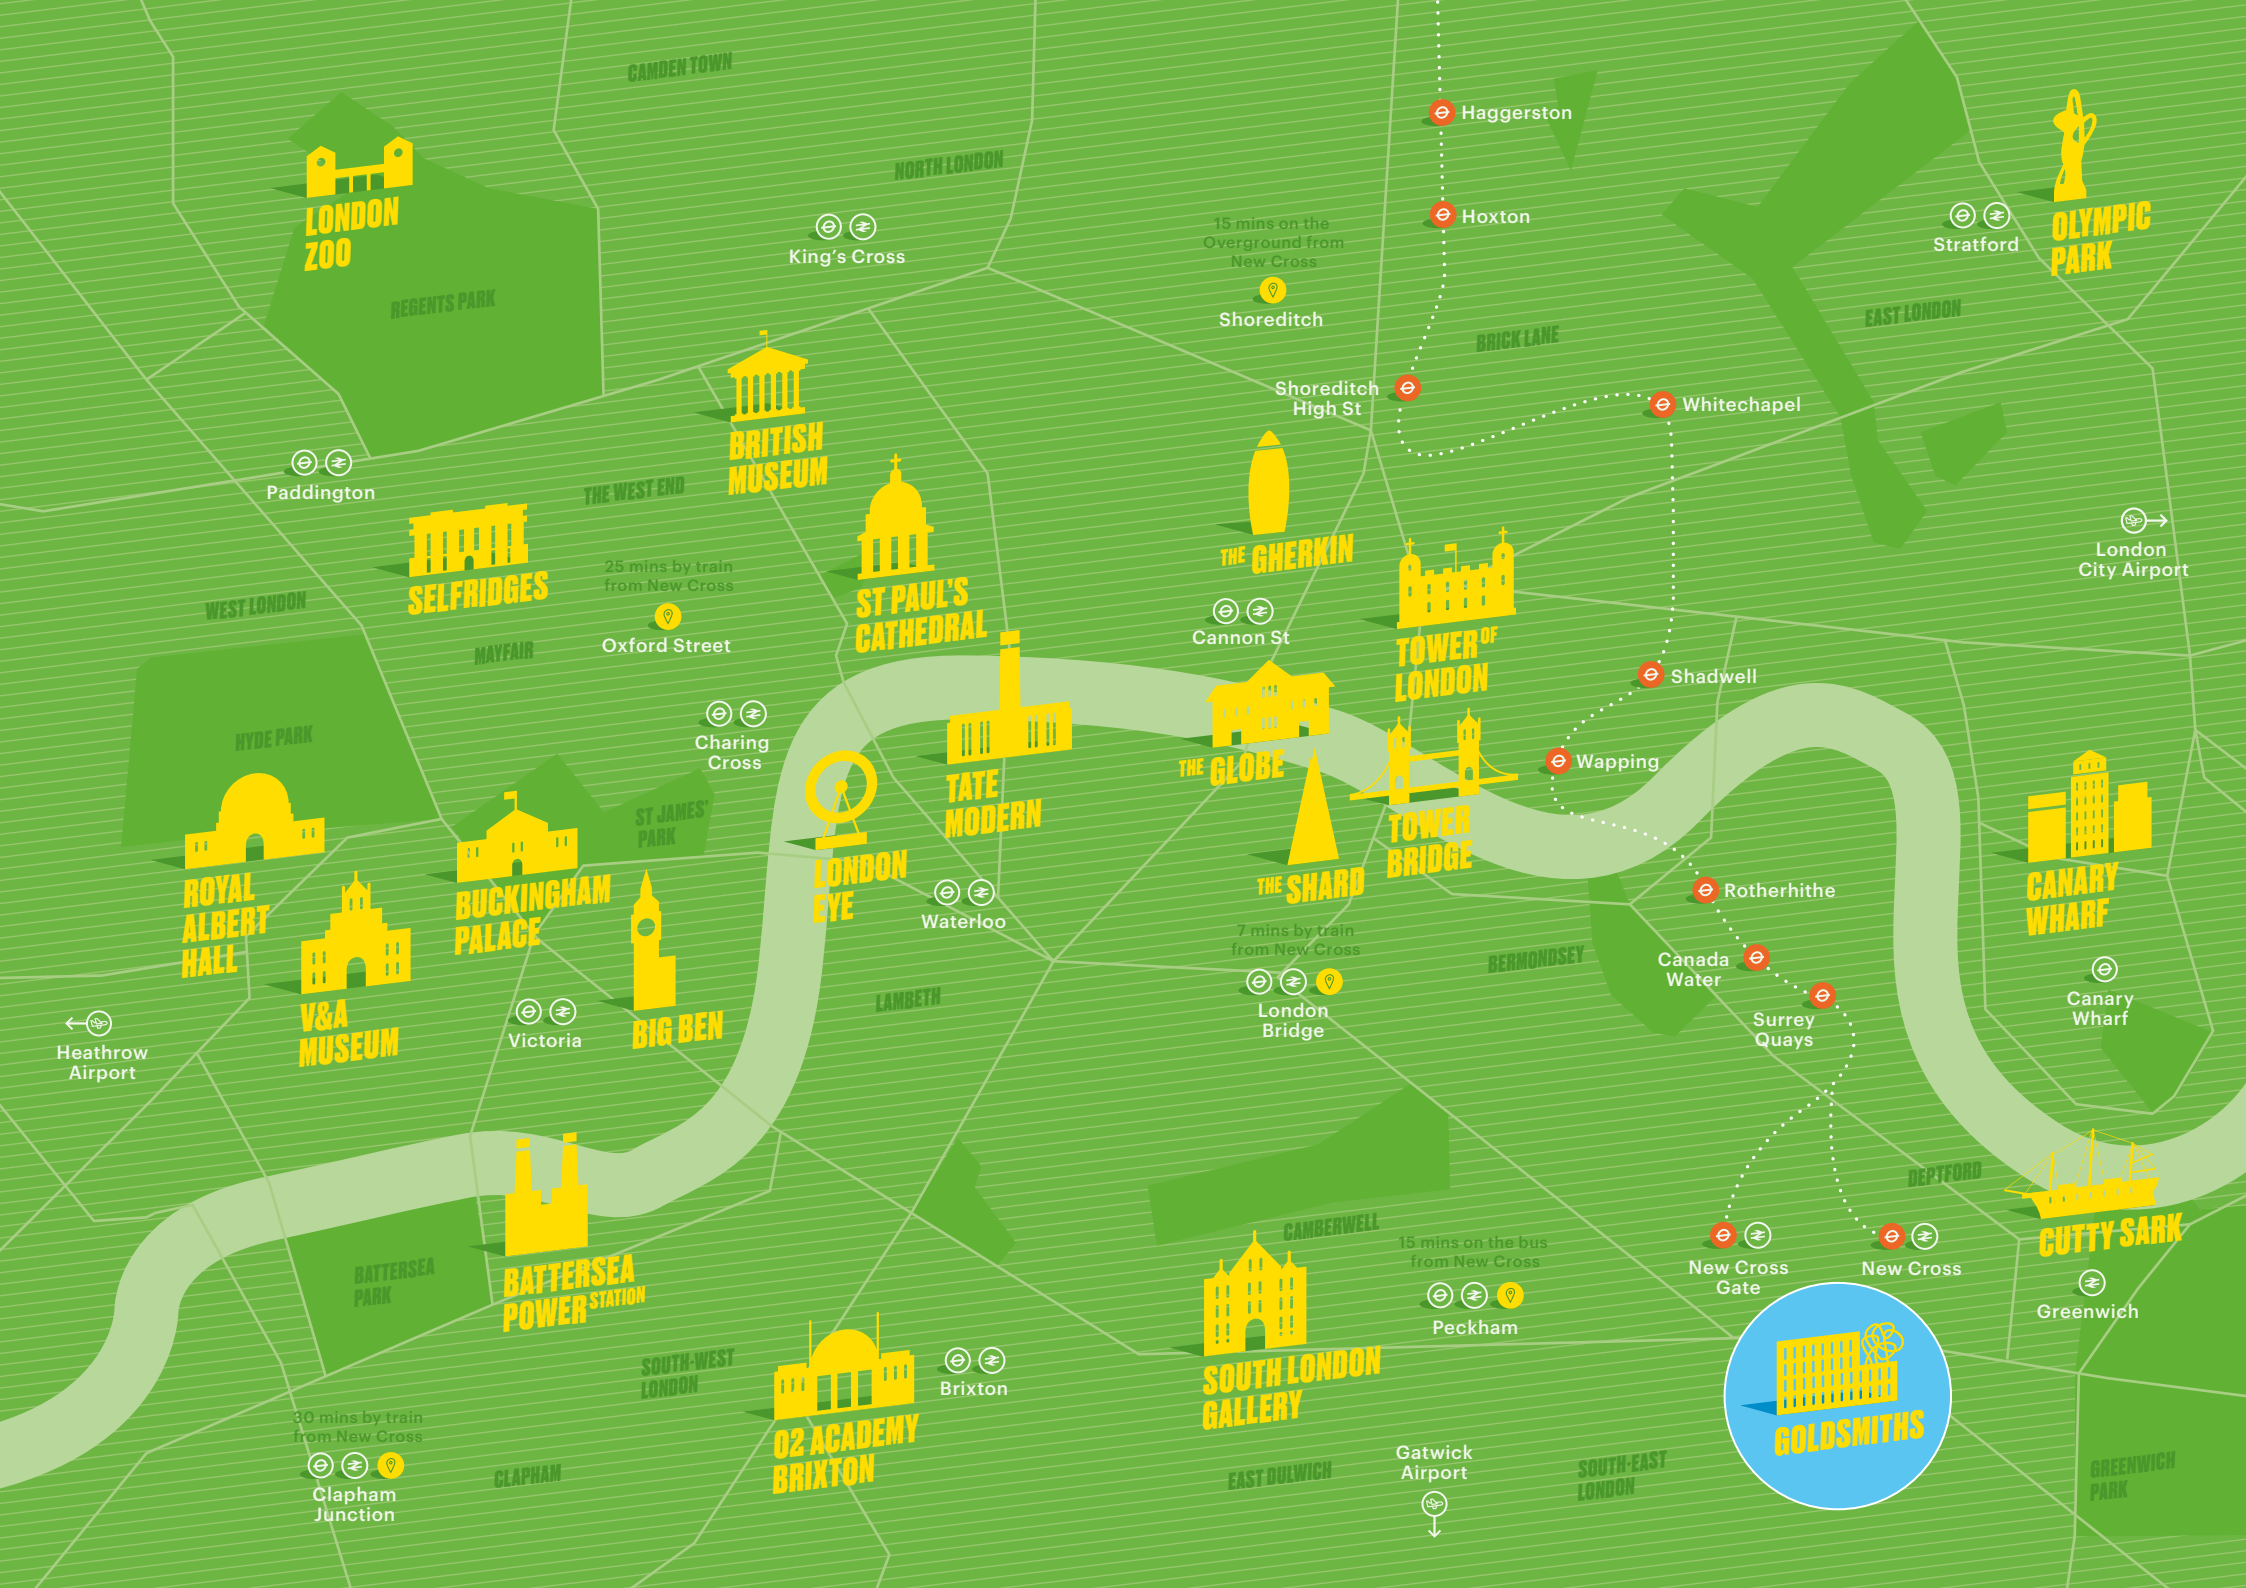 CAMDEN TOWN
Haggerston
NORTH LONDON
LONDON
ZOO
King's Cross
Hoxton
15 mins on the
Overground from
New Cross
Shoreditch
Stratford
OLYMPIC
PARK
REGENTS PARK
EAST LONDON
BRICK LANE
Shoreditch
High St
Whitechapel
BRITISH
MUSEUM
Paddington
THE WEST END
SELFRIDGES
THE GHERKIN
London
City Airport
25 mins by train
from New Cross
Oxford Street
WEST LONDON
MAYFAIR
ST PAUL'S
CATHEDRAL
Cannon St
TOWER OF
LONDON
Shadwell
HYDE PARK
Charing
Cross
TATE
MODERN
THE GLOBE
Wapping
ST JAMES'
PARK
TOWER
BRIDGE
ROYAL
ALBERT
HALL
BUCKINGHAM
PALACE
LONDON
EYE
THE SHARD
Rotherhithe
CANARY
WHARF
Waterloo
7 mins by train
from New Cross
London
Bridge
BERMONDSEY
Canada
Water
Surrey
Quays
Canary
Wharf
V&A
MUSEUM
Victoria
BIG BEN
LAMBETH
Heathrow
Airport
DEPTFORD
CUTTY SARK
CAMBERWELL
15 mins on the bus
from New Cross
Peckham
New Cross
Gate
New Cross
Greenwich
BATTERSEA
PARK
BATTERSEA
POWER STATION
SOUTH-WEST
LONDON
Brixton
O2 ACADEMY
BRIXTON
SOUTH LONDON
GALLERY
GOLDSMITHS
30 mins by train
from New Cross
Clapham
Junction
CLAPHAM
EAST DULWICH
Gatwick
Airport
SOUTH-EAST
LONDON
GREENWICH
PARK